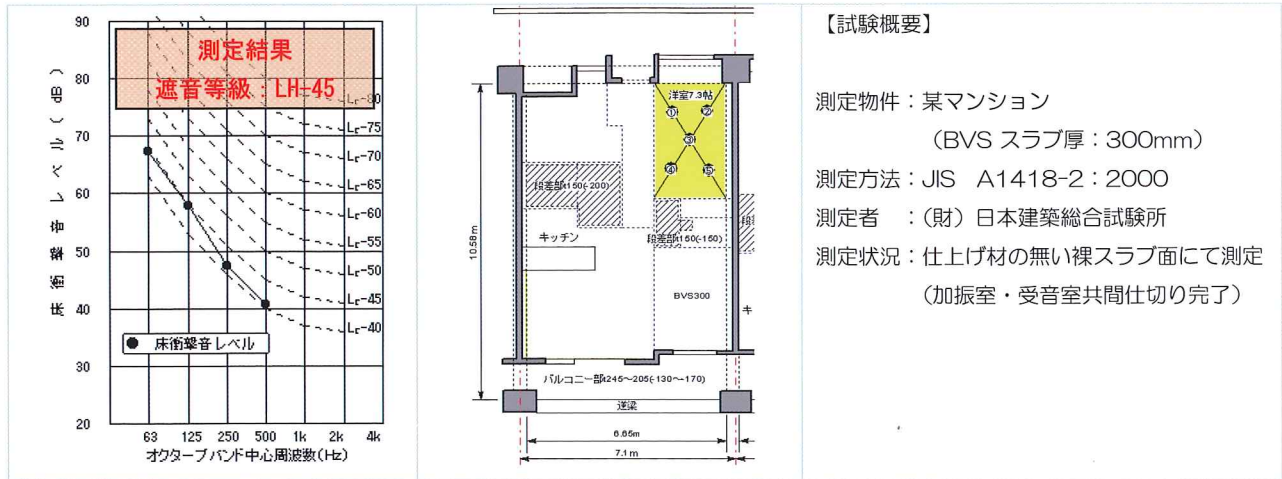 90
80
70
60
50
40
30
20
床衝撃音レベル(dB)
測定結果
遮音等級：LH-45
Lr-80
Lr-75
Lr-70
Lr-65
Lr-60
Lr-55
Lr-50
Lr-45
Lr-40
● 床衝撃音レベル
63 125 250 500 1k 2k 4k
オクターブバンド中心周波数(Hz)
洋室7.3帖
① ②
③
④ ⑤
段差部t150(-200)
キッチン
段差部t150(-150)
段
BVS300
キ
10.58m
バルコニー部t245～205(-130～-170)
逆梁
6.65m
7.1m
【試験概要】
測定物件：某マンション
（BVS スラブ厚：300mm）
測定方法：JIS A1418-2：2000
測定者 ：（財）日本建築総合試験所
測定状況：仕上げ材の無い裸スラブ面にて測定
（加振室・受音室共間仕切り完了）